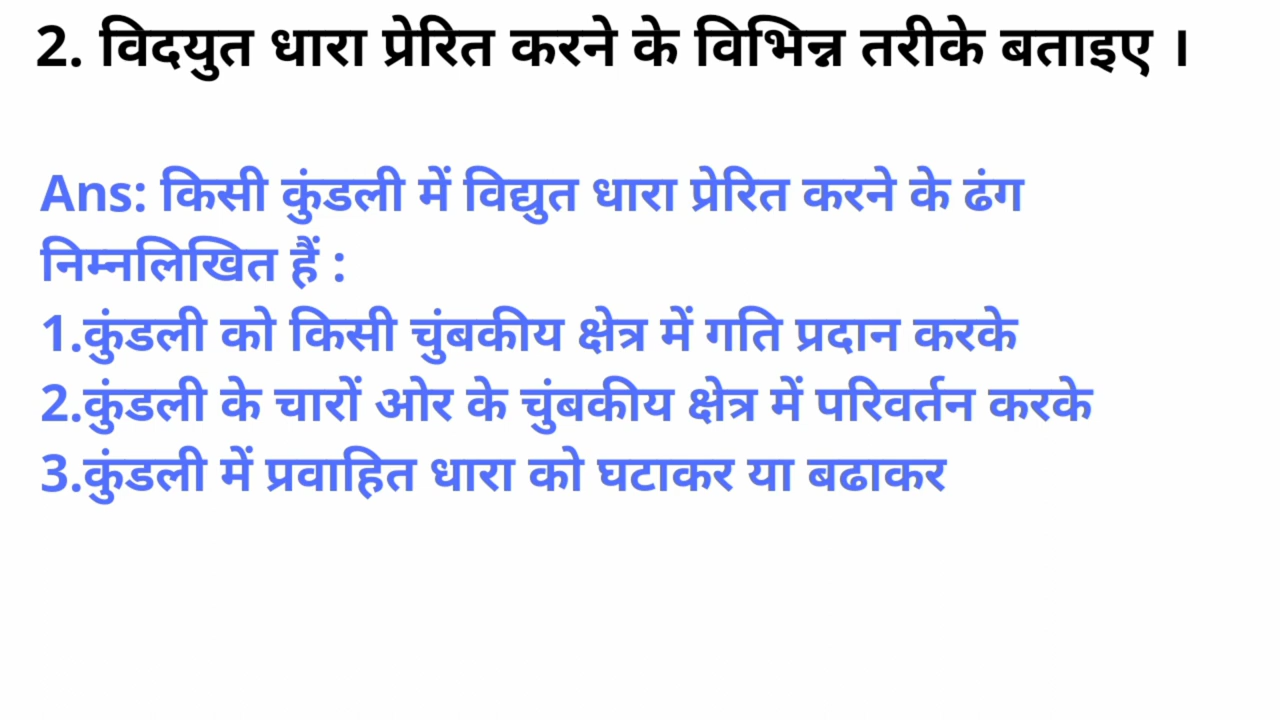 2. विदयुत धारा प्रेरित करने के विभिन्न तरीके बताइए ।
Ans: किसी कुंडली में विद्युत धारा प्रेरित करने के ढंग
निम्नलिखित हैं :
1.कुंडली को किसी चुंबकीय क्षेत्र में गति प्रदान करके
2.कुंडली के चारों ओर के चुंबकीय क्षेत्र में परिवर्तन करके
3.कुंडली में प्रवाहित धारा को घटाकर या बढाकर